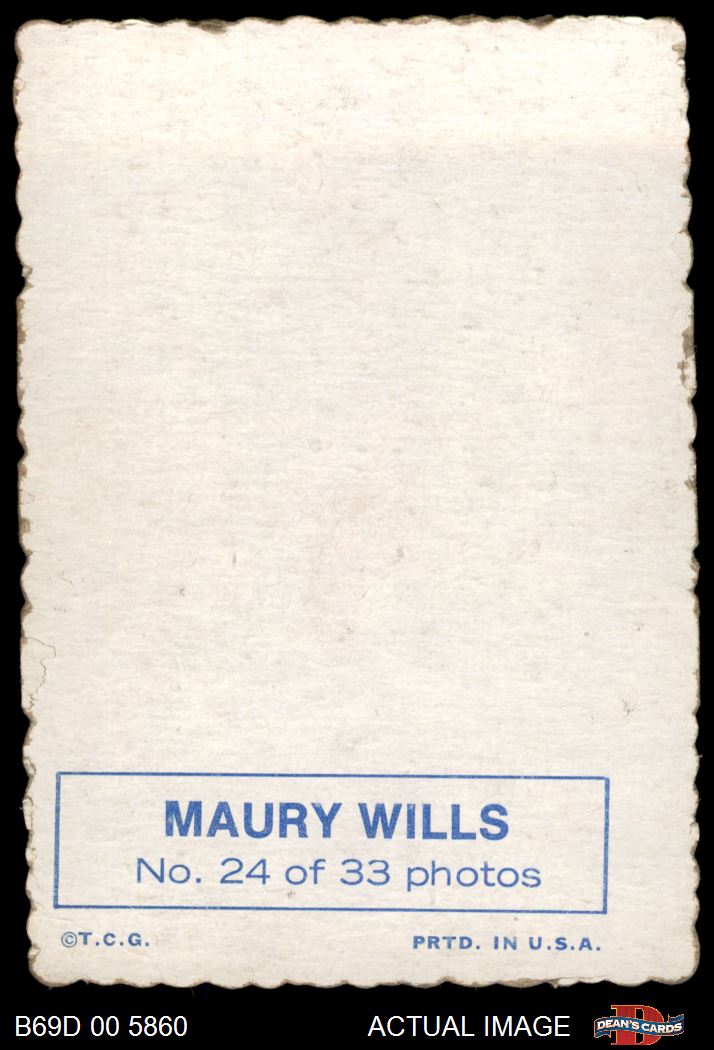 MAURY WILLS
No. 24 of 33 photos
©T.C.G.
PRTD. IN U.S.A.
B69D 00 5860
ACTUAL IMAGE
DEAN'S CARDS